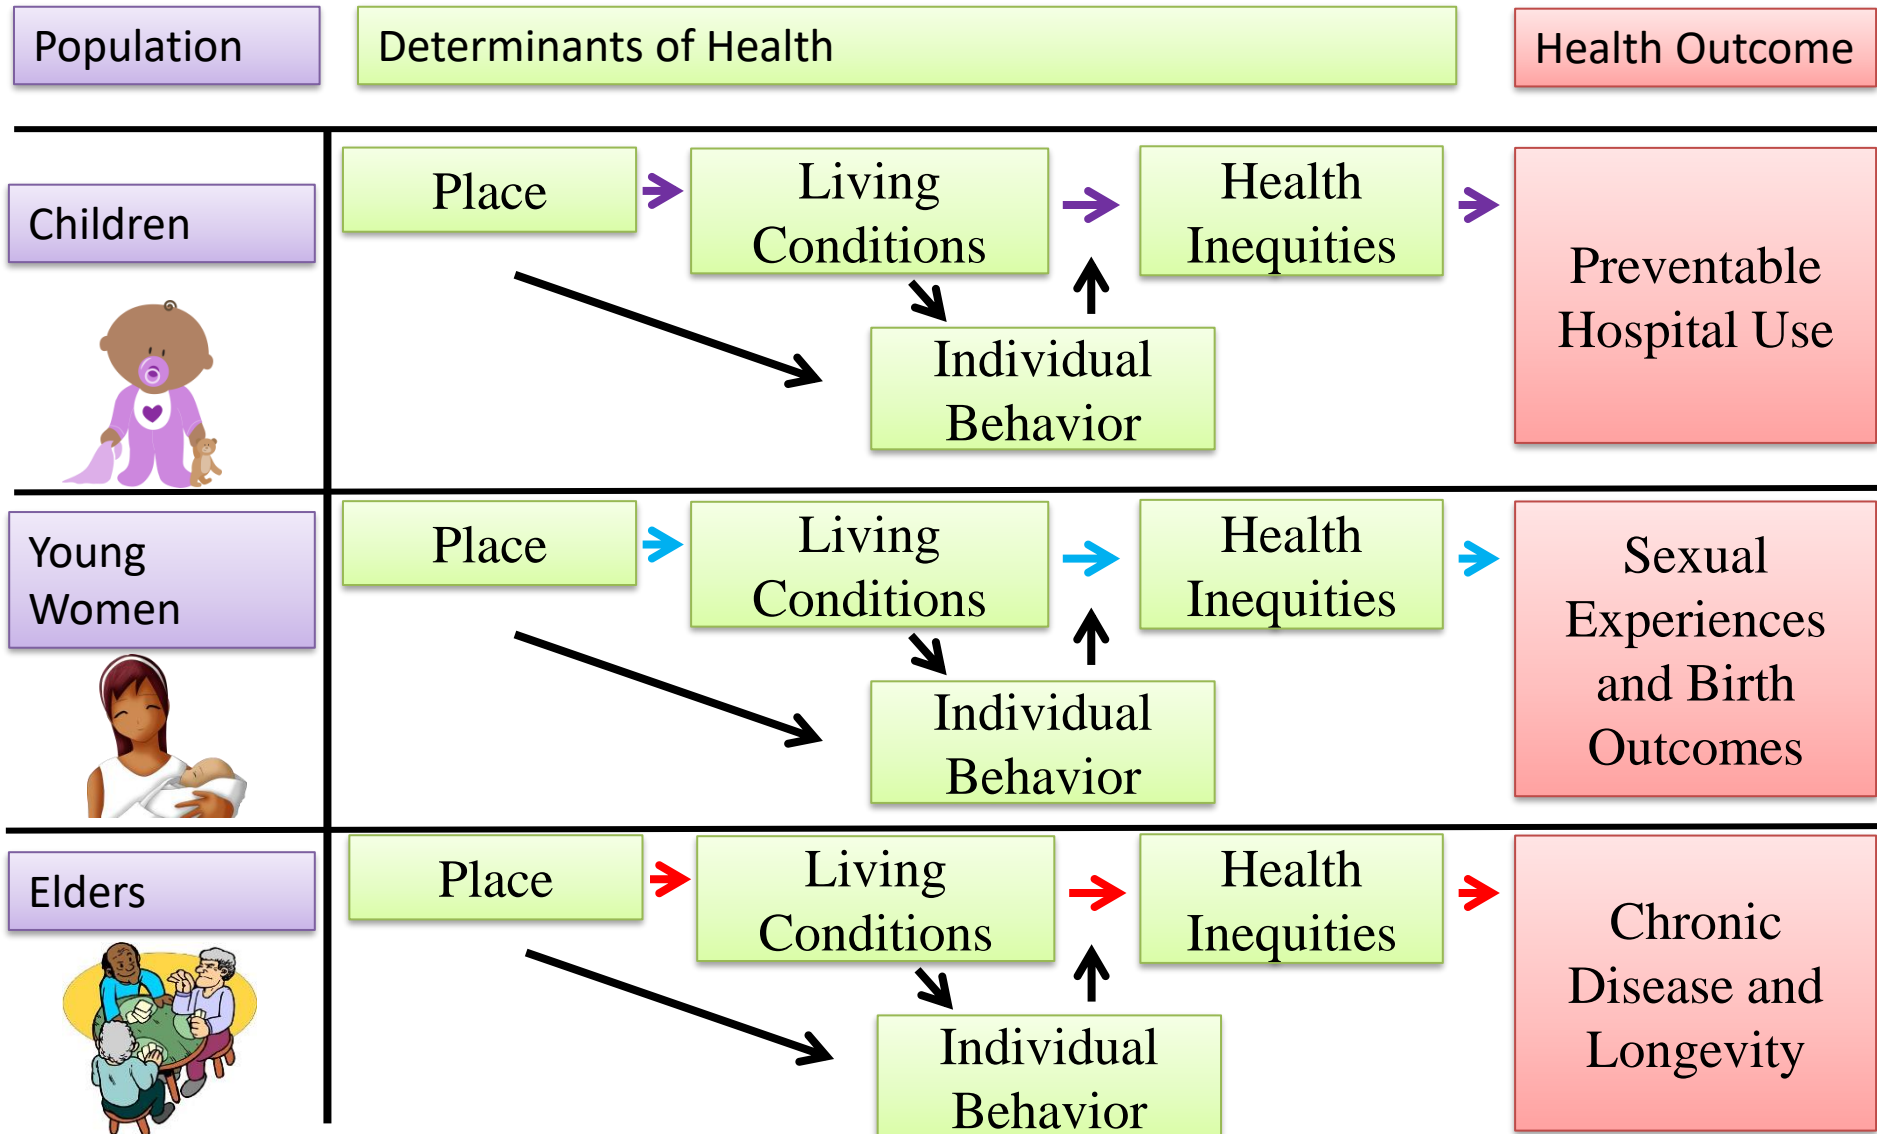 Population
Determinants of Health
Health Outcome
Children
Place
Living
Conditions
Health
Inequities
Individual
Behavior
Preventable
Hospital Use
Young
Women
Place
Living
Conditions
Health
Inequities
Individual
Behavior
Sexual
Experiences
and Birth
Outcomes
Elders
Place
Living
Conditions
Health
Inequities
Individual
Behavior
Chronic
Disease and
Longevity